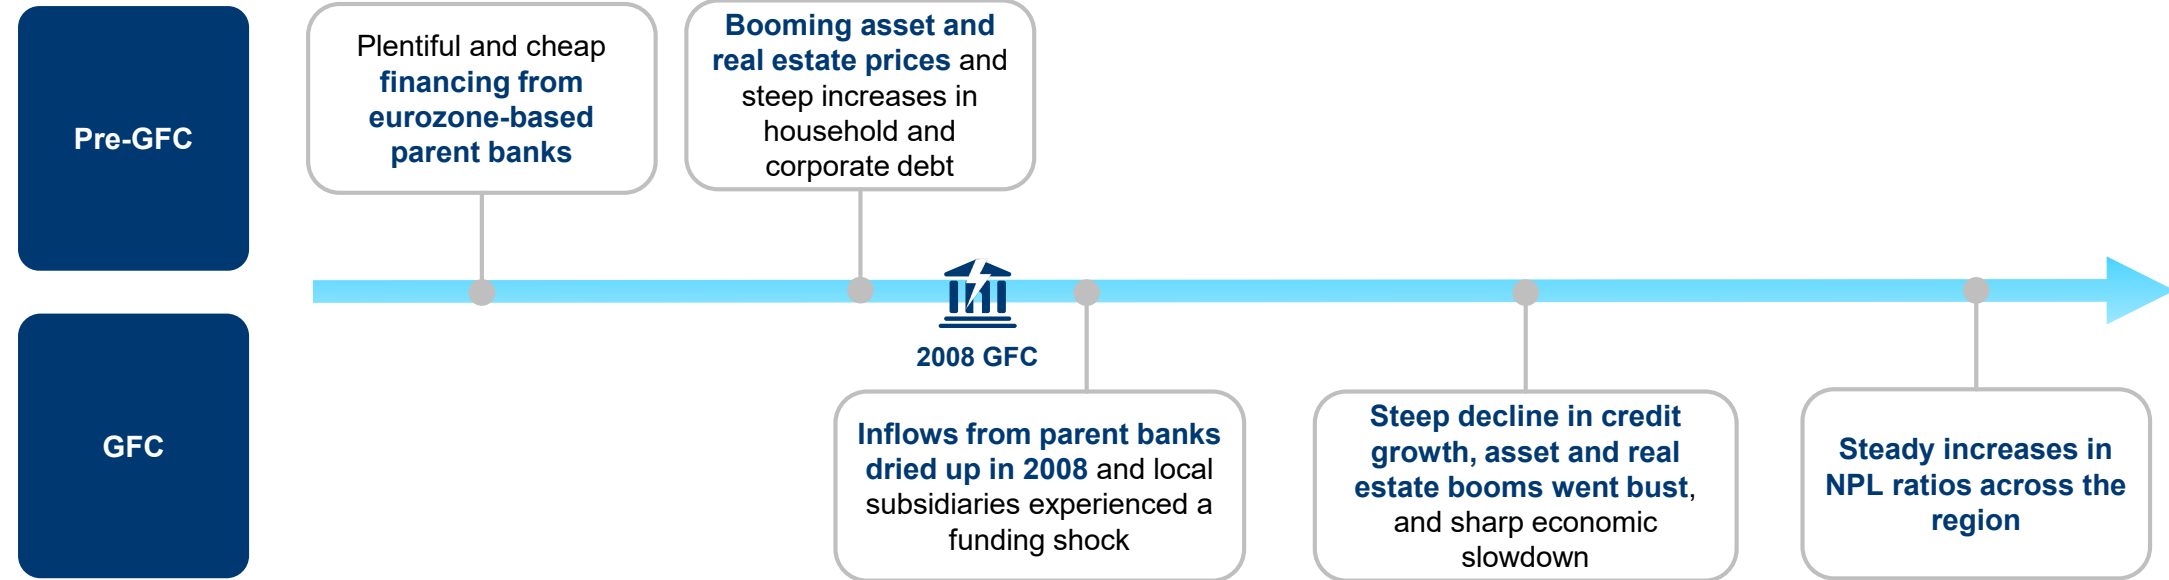 Pre-GFC
Plentiful and cheap
financing from
eurozone-based
parent banks
Booming asset and
real estate prices and
steep increases in
household and
corporate debt
2008 GFC
GFC
Inflows from parent banks
dried up in 2008 and local
subsidiaries experienced a
funding shock
Steep decline in credit
growth, asset and real
estate booms went bust,
and sharp economic
slowdown
Steady increases in
NPL ratios across the
region